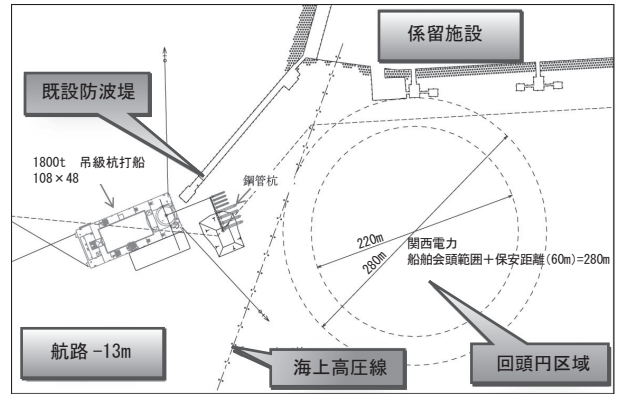 係留施設
既設防波堤
1800t 吊級杭打船
108×48
鋼管杭
220m
280m
関西電力
船舶会頭範囲＋保安距離(60m)=280m
航路-13m
海上高圧線
回頭円区域